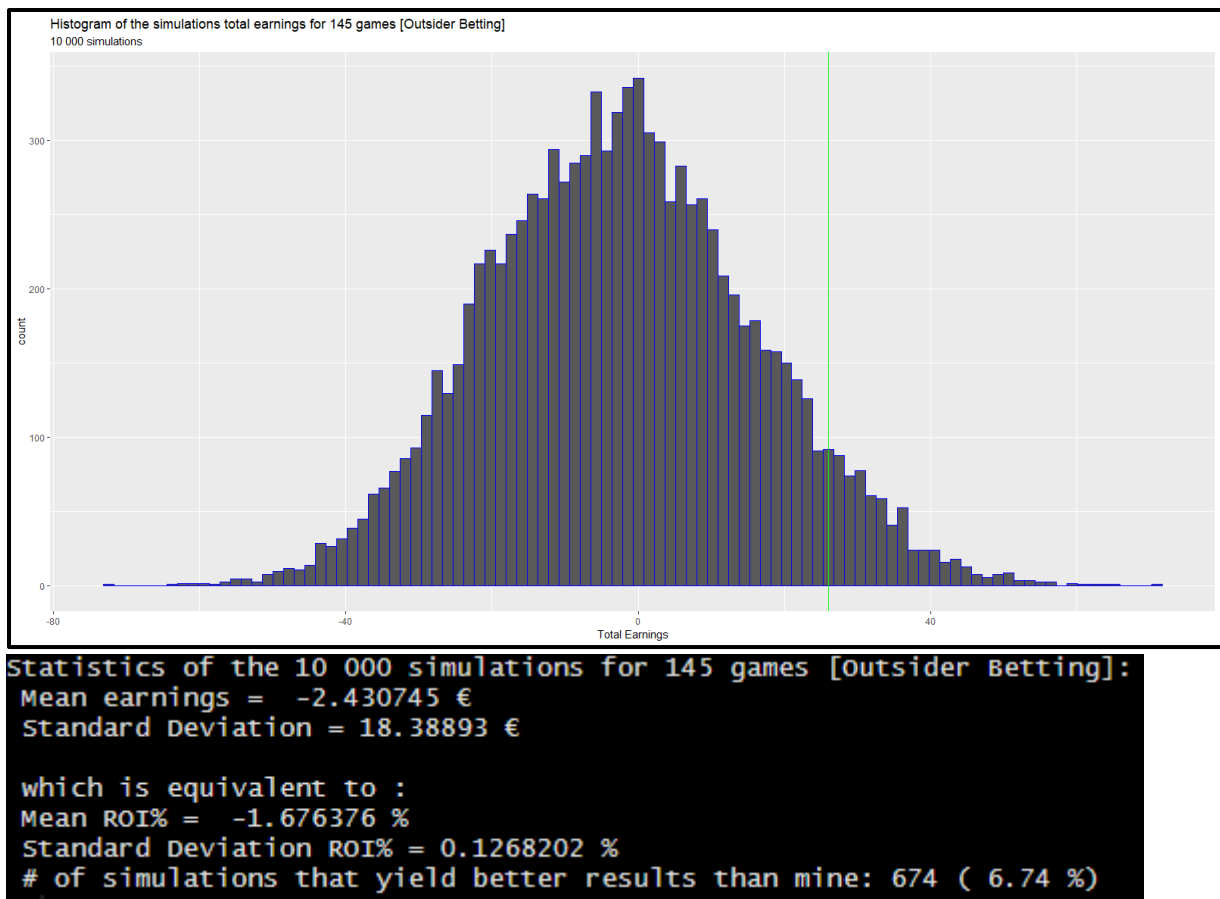 Histogram of the simulations total earnings for 145 games [Outsider Betting]
10 000 simulations
300
200
100
0
count
-80
-40
0
40
Total Earnings
Statistics of the 10 000 simulations for 145 games [Outsider Betting]:
Mean earnings = -2.430745 €
Standard Deviation = 18.38893 €
which is equivalent to :
Mean ROI% = -1.676376 %
Standard Deviation ROI% = 0.1268202 %
# of simulations that yield better results than mine: 674 ( 6.74 %)